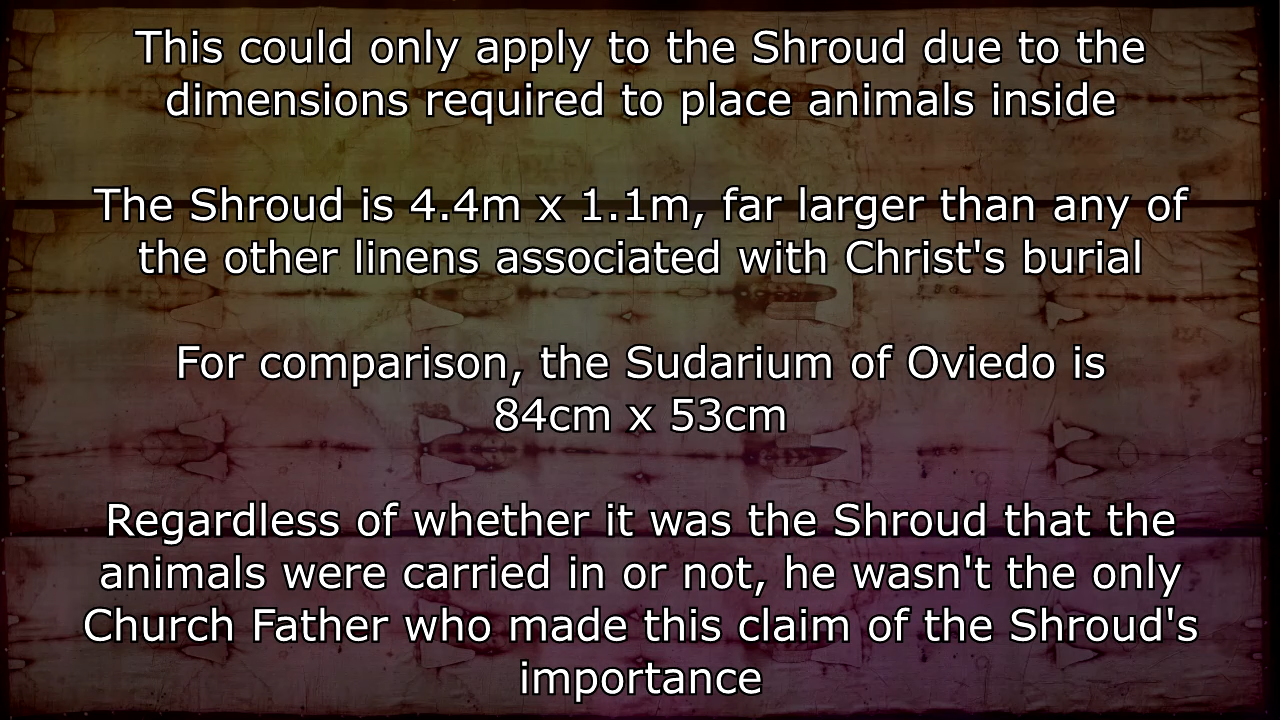 This could only apply to the Shroud due to the
dimensions required to place animals inside
The Shroud is 4.4m x 1.1m, far larger than any of
the other linens associated with Christ's burial
For comparison, the Sudarium of Oviedo is
84cm x 53cm
Regardless of whether it was the Shroud that the
animals were carried in or not, he wasn't the only
Church Father who made this claim of the Shroud's
importance